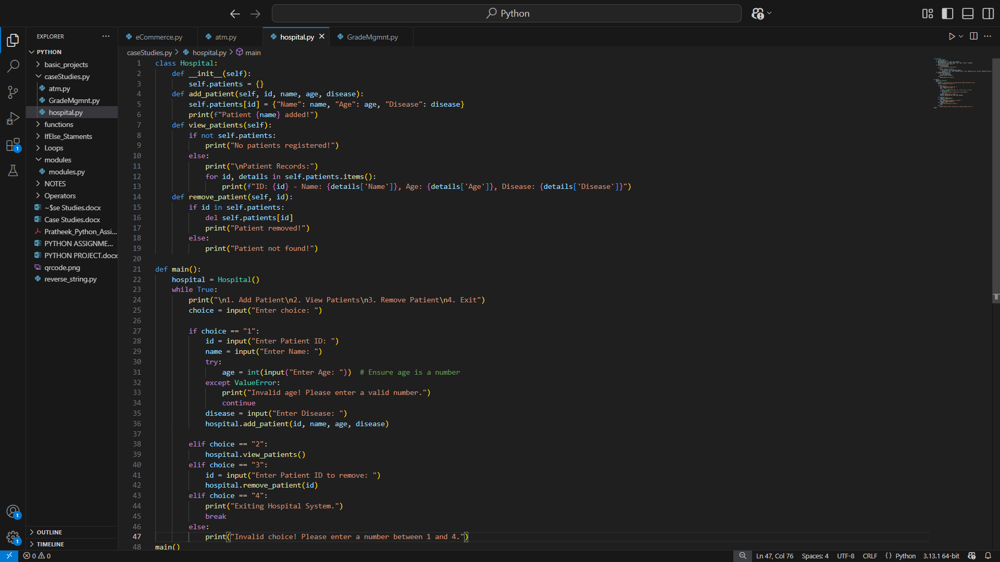 Python
EXPLORER
eCommerce.py
atm.py
hospital.py
GradeMgmnt.py
PYTHON
basic_projects
caseStudies.py
atm.py
GradeMgmnt.py
hospital.py
functions
IfElse_Staments
Loops
modules
modules.py
NOTES
Operators
~$se Studies.docx
Case Studies.docx
Pratheek_Python_Assi...
PYTHON ASSIGNME...
PYTHON PROJECT.docx
qrcode.png
reverse_string.py
OUTLINE
TIMELINE
caseStudies.py > hospital.py > main
1 class Hospital:
2 def __init__(self):
3 self.patients = {}
4 def add_patient(self, id, name, age, disease):
5 self.patients[id] = {"Name": name, "Age": age, "Disease": disease}
6 print(f"Patient {name} added!")
7 def view_patients(self):
8 if not self.patients:
9 print("No patients registered!")
10 else:
11 print("\nPatient Records:")
12 for id, details in self.patients.items():
13 print(f"ID: {id} - Name: {details['Name']}, Age: {details['Age']}, Disease: {details['Disease']}")
14 def remove_patient(self, id):
15 if id in self.patients:
16 del self.patients[id]
17 print("Patient removed!")
18 else:
19 print("Patient not found!")
20
21 def main():
22 hospital = Hospital()
23 while True:
24 print("\n1. Add Patient\n2. View Patients\n3. Remove Patient\n4. Exit")
25 choice = input("Enter choice: ")
26
27 if choice == "1":
28 id = input("Enter Patient ID: ")
29 name = input("Enter Name: ")
30 try:
31 age = int(input("Enter Age: ")) # Ensure age is a number
32 except ValueError:
33 print("Invalid age! Please enter a valid number.")
34 continue
35 disease = input("Enter Disease: ")
36 hospital.add_patient(id, name, age, disease)
37
38 elif choice == "2":
39 hospital.view_patients()
40 elif choice == "3":
41 id = input("Enter Patient ID to remove: ")
42 hospital.remove_patient(id)
43 elif choice == "4":
44 print("Exiting Hospital System.")
45 break
46 else:
47 print("Invalid choice! Please enter a number between 1 and 4.")
48 main()
1
1
1
0 0
Ln 47, Col 76 Spaces: 4 UTF-8 CRLF {} Python 3.13.1 64-bit